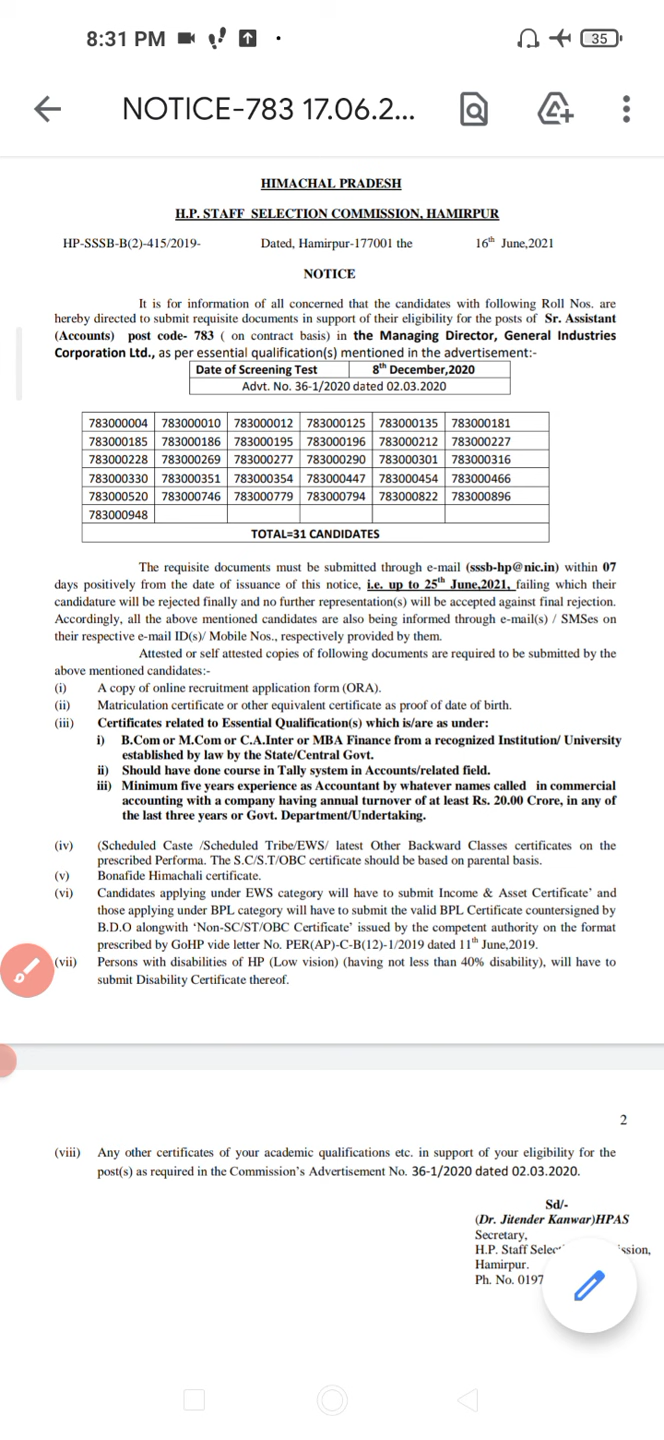 8:31 PM
35
NOTICE-783 17.06.2...
HIMACHAL PRADESH
H.P. STAFF SELECTION COMMISSION, HAMIRPUR
HP-SSSB-B(2)-415/2019- Dated, Hamirpur-177001 the 16th June,2021
NOTICE
It is for information of all concerned that the candidates with following Roll Nos. are
hereby directed to submit requisite documents in support of their eligibility for the posts of Sr. Assistant
(Accounts) post code- 783 ( on contract basis) in the Managing Director, General Industries
Corporation Ltd., as per essential qualification(s) mentioned in the advertisement:-
Date of Screening Test 8th December,2020
Advt. No. 36-1/2020 dated 02.03.2020
783000004 783000010 783000012 783000125 783000135 783000181
783000185 783000186 783000195 783000196 783000212 783000227
783000228 783000269 783000277 783000290 783000301 783000316
783000330 783000351 783000354 783000447 783000454 783000466
783000520 783000746 783000779 783000794 783000822 783000896
783000948
TOTAL=31 CANDIDATES
The requisite documents must be submitted through e-mail (sssb-hp@nic.in) within 07
days positively from the date of issuance of this notice, i.e. up to 25th June,2021, failing which their
candidature will be rejected finally and no further representation(s) will be accepted against final rejection.
Accordingly, all the above mentioned candidates are also being informed through e-mail(s) / SMSes on
their respective e-mail ID(s)/ Mobile Nos., respectively provided by them.
Attested or self attested copies of following documents are required to be submitted by the
above mentioned candidates:-
(i) A copy of online recruitment application form (ORA).
(ii) Matriculation certificate or other equivalent certificate as proof of date of birth.
(iii) Certificates related to Essential Qualification(s) which is/are as under:
i) B.Com or M.Com or C.A.Inter or MBA Finance from a recognized Institution/ University
established by law by the State/Central Govt.
ii) Should have done course in Tally system in Accounts/related field.
iii) Minimum five years experience as Accountant by whatever names called in commercial
accounting with a company having annual turnover of at least Rs. 20.00 Crore, in any of
the last three years or Govt. Department/Undertaking.
(iv) (Scheduled Caste /Scheduled Tribe/EWS/ latest Other Backward Classes certificates on the
prescribed Performa. The S.C/S.T/OBC certificate should be based on parental basis.
(v) Bonafide Himachali certificate.
(vi) Candidates applying under EWS category will have to submit Income & Asset Certificate' and
those applying under BPL category will have to submit the valid BPL Certificate countersigned by
B.D.O alongwith 'Non-SC/ST/OBC Certificate' issued by the competent authority on the format
prescribed by GoHP vide letter No. PER(AP)-C-B(12)-1/2019 dated 11th June,2019.
(vii) Persons with disabilities of HP (Low vision) (having not less than 40% disability), will have to
submit Disability Certificate thereof.
2
(viii) Any other certificates of your academic qualifications etc. in support of your eligibility for the
post(s) as required in the Commission's Advertisement No. 36-1/2020 dated 02.03.2020.
Sd/-
(Dr. Jitender Kanwar)HPAS
Secretary,
H.P. Staff
Hamirpur.
Ph. No. 0197